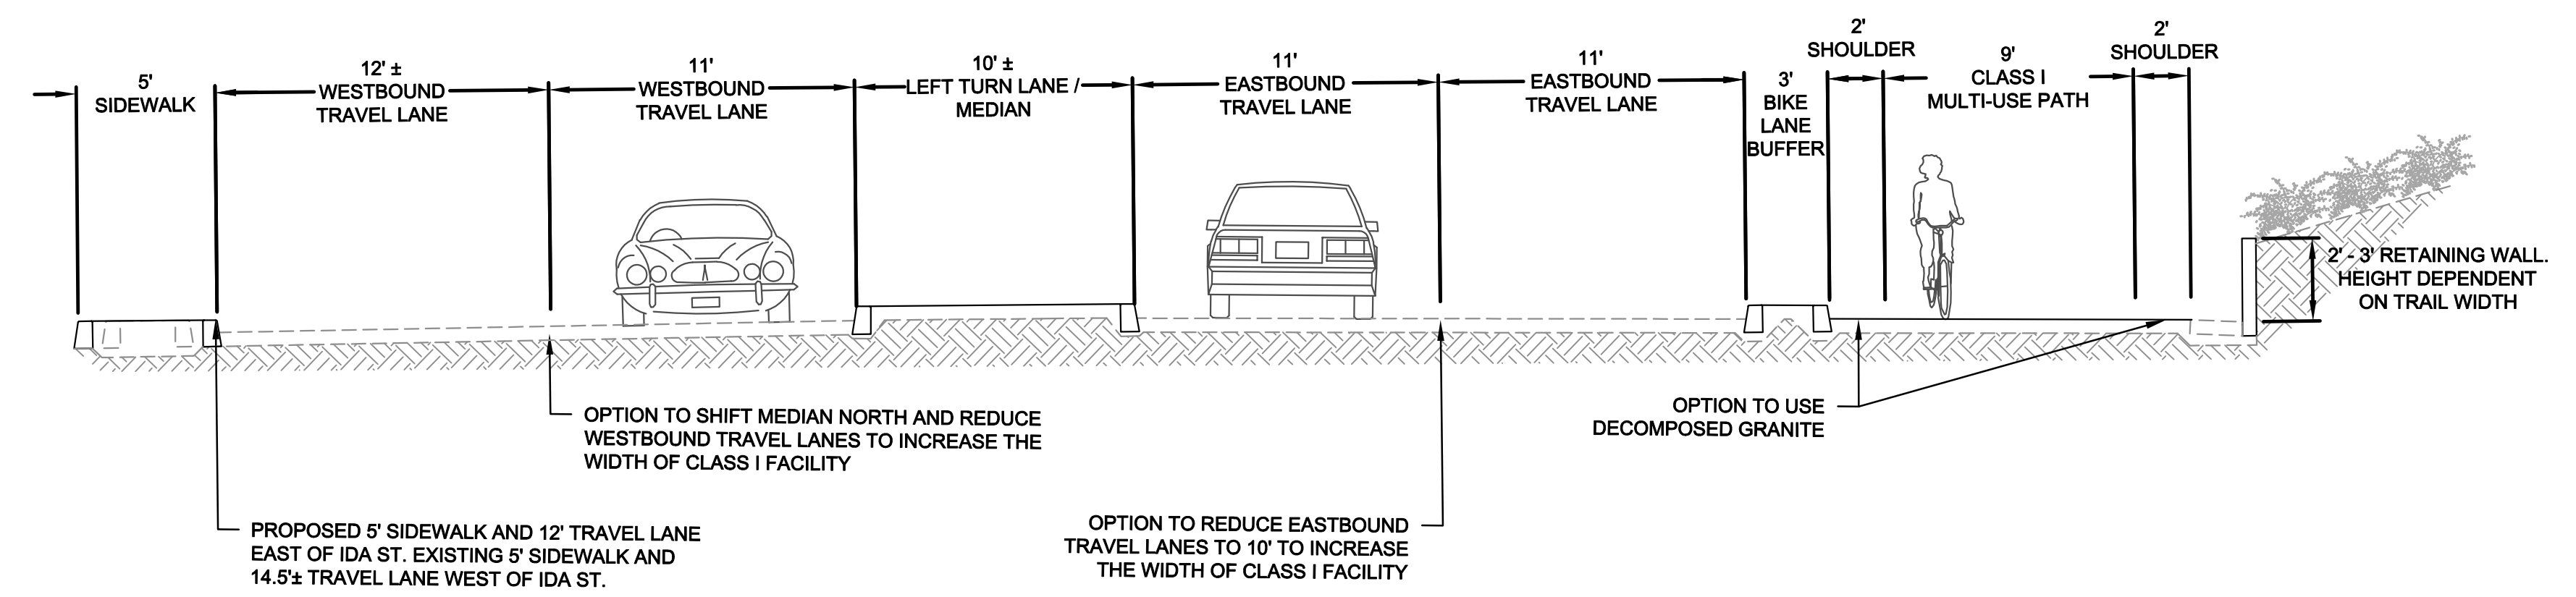 5'
SIDEWALK
12' ±
WESTBOUND
TRAVEL LANE
11'
WESTBOUND
TRAVEL LANE
10' ±
LEFT TURN LANE /
MEDIAN
11'
EASTBOUND
TRAVEL LANE
11'
EASTBOUND
TRAVEL LANE
3'
BIKE
LANE
BUFFER
2'
SHOULDER
9'
CLASS I
MULTI-USE PATH
2'
SHOULDER
2' - 3' RETAINING WALL.
HEIGHT DEPENDENT
ON TRAIL WIDTH
OPTION TO SHIFT MEDIAN NORTH AND REDUCE
WESTBOUND TRAVEL LANES TO INCREASE THE
WIDTH OF CLASS I FACILITY
OPTION TO USE
DECOMPOSED GRANITE
PROPOSED 5' SIDEWALK AND 12' TRAVEL LANE
EAST OF IDA ST. EXISTING 5' SIDEWALK AND
14.5'± TRAVEL LANE WEST OF IDA ST.
OPTION TO REDUCE EASTBOUND
TRAVEL LANES TO 10' TO INCREASE
THE WIDTH OF CLASS I FACILITY